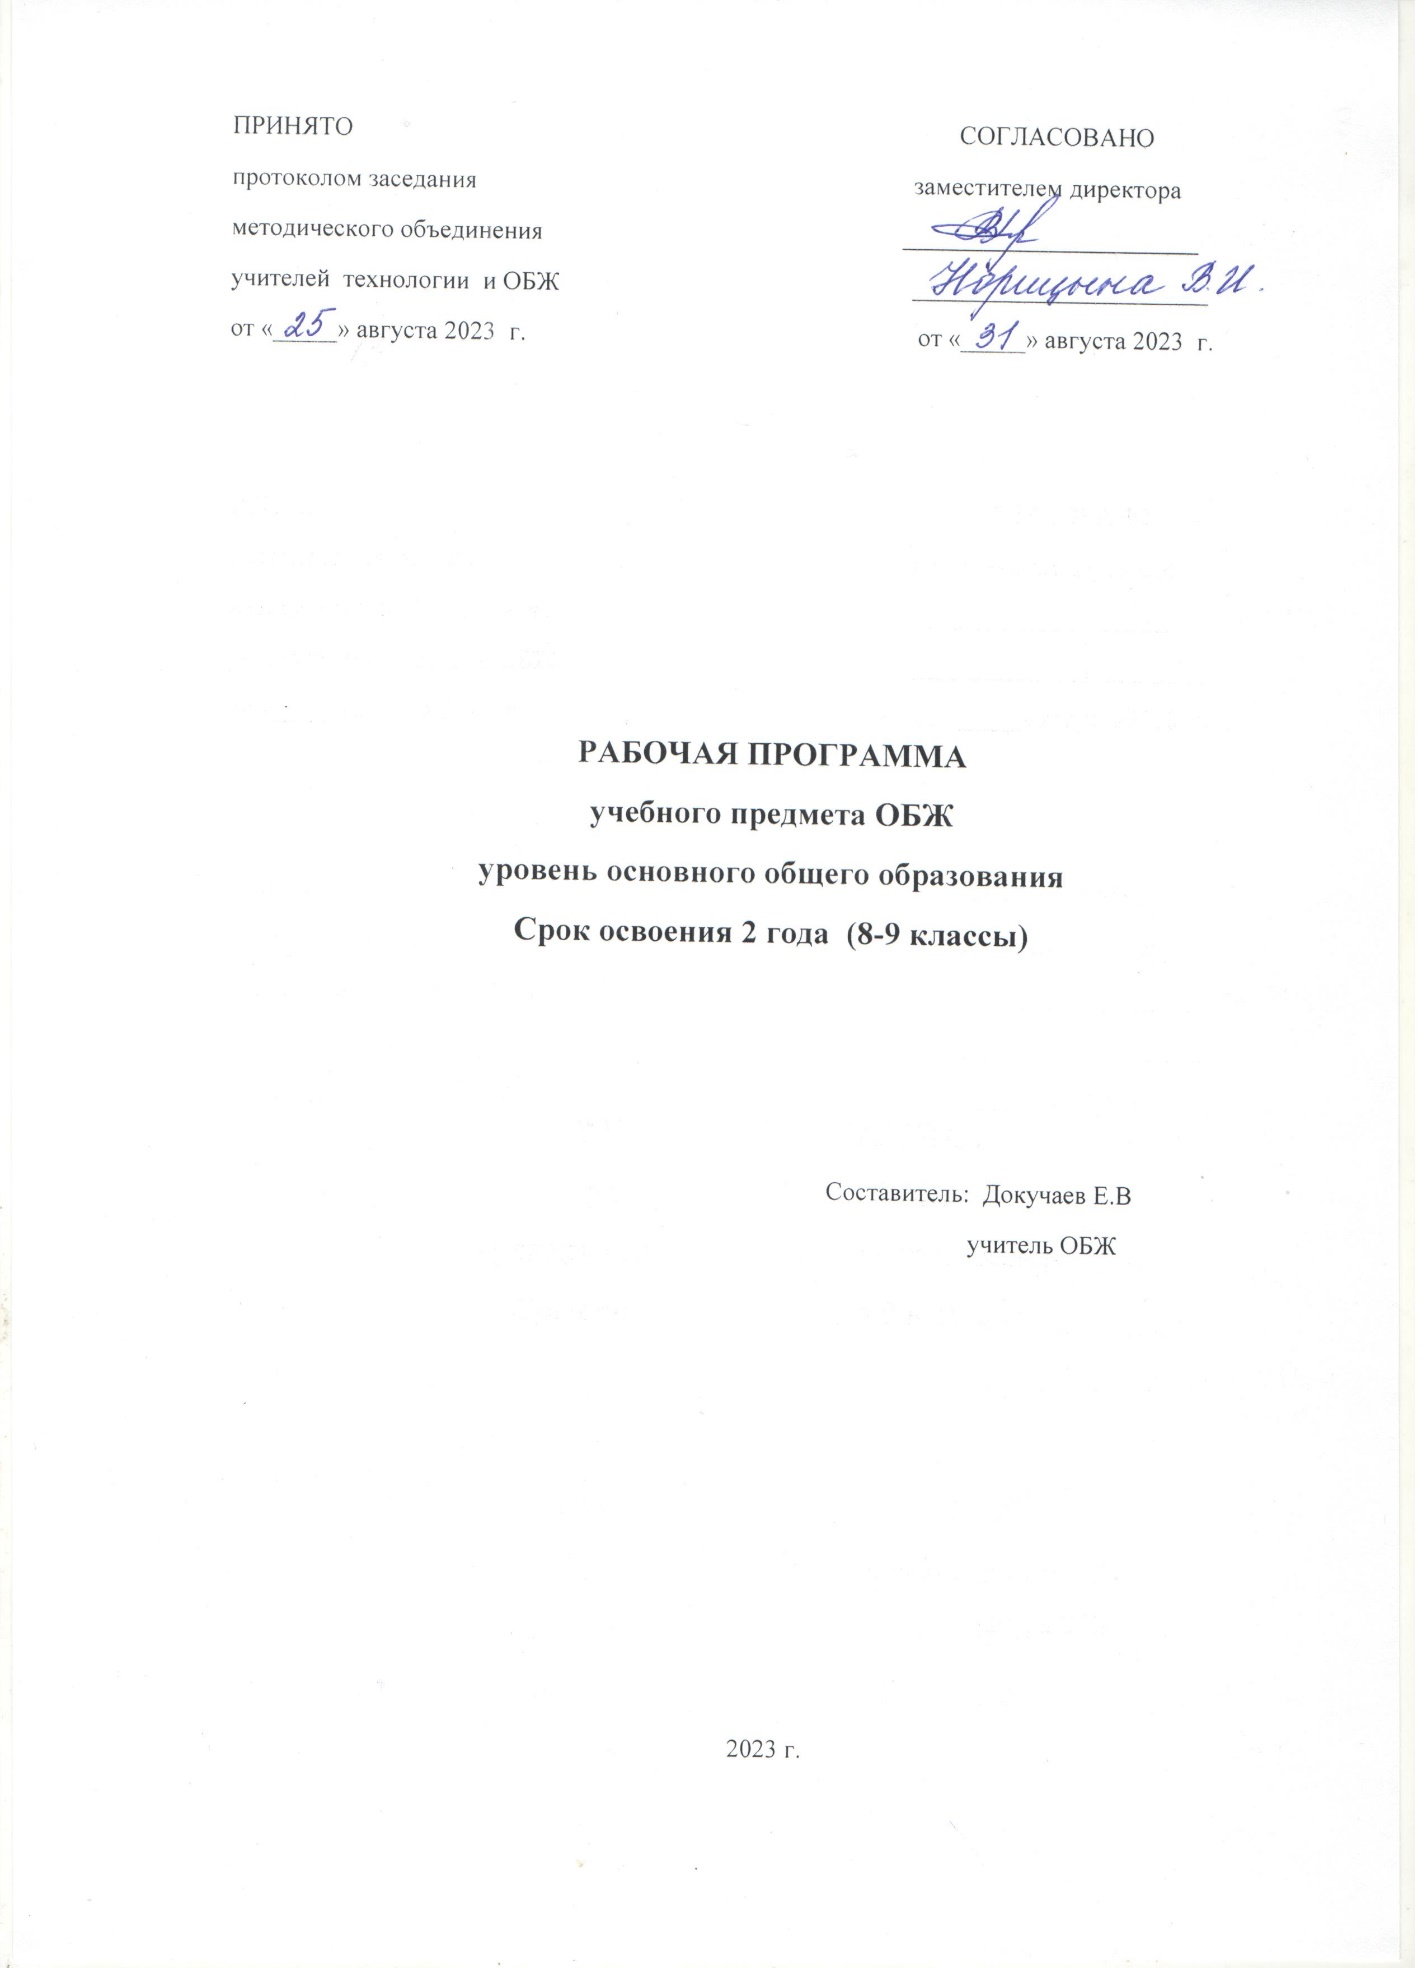 ПРИНЯТО
протоколом заседания
методического объединения
учителей технологии и ОБЖ
от «25» августа 2023 г.
СОГЛАСОВАНО
заместителем директора
В.И.
от «31» августа 2023 г.
РАБОЧАЯ ПРОГРАММА
учебного предмета ОБЖ
уровень основного общего образования
Срок освоения 2 года (8-9 классы)
Составитель: Докучаев Е.В
учитель ОБЖ
2023 г.